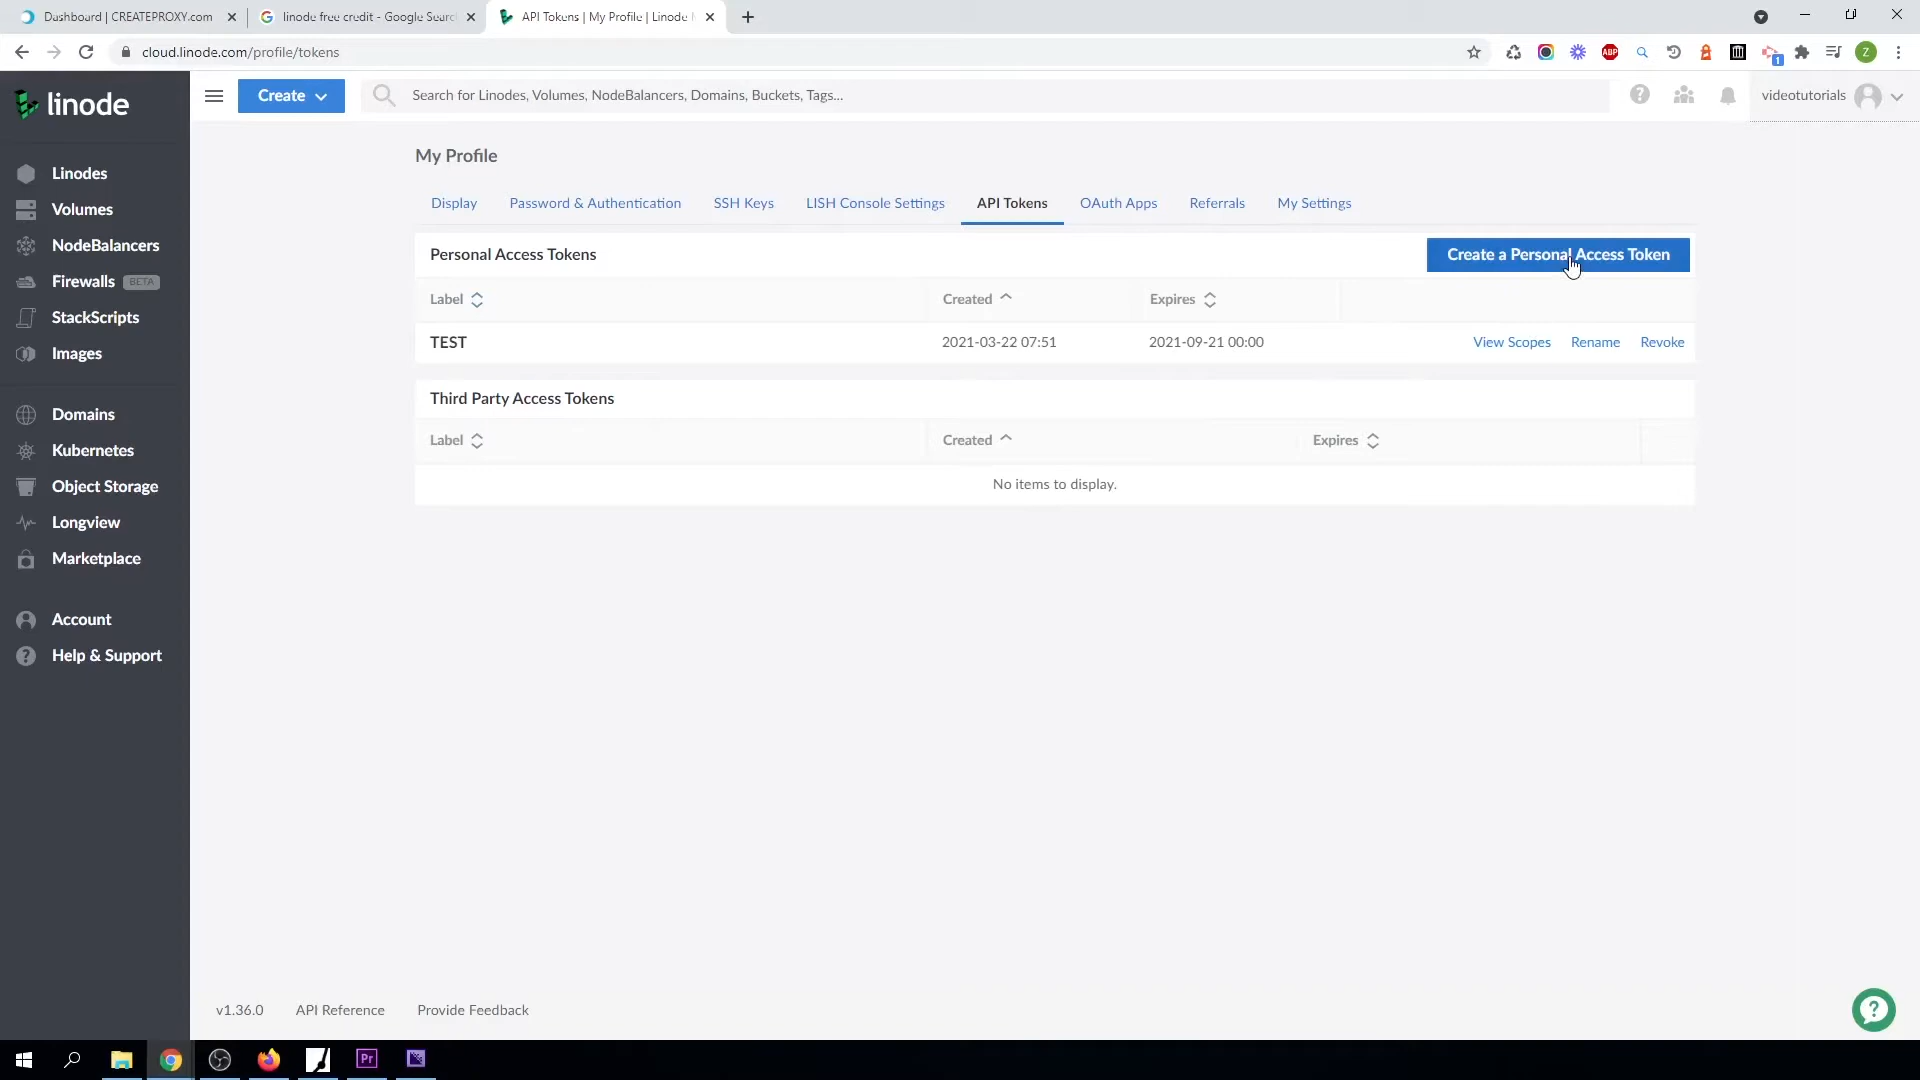 Dashboard | CREATEPROXY.com
linode free credit - Google Searc
API Tokens | My Profile | Linode
cloud.linode.com/profile/tokens
ABP
1
Z
linode
Create
Search for Linodes, Volumes, NodeBalancers, Domains, Buckets, Tags...
videotutorials
Linodes
Volumes
NodeBalancers
Firewalls BETA
StackScripts
Images
Domains
Kubernetes
Object Storage
Longview
Marketplace
Account
Help & Support
My Profile
Display
Password & Authentication
SSH Keys
LISH Console Settings
API Tokens
OAuth Apps
Referrals
My Settings
Personal Access Tokens
Create a Personal Access Token
Label
Created
Expires
TEST
2021-03-22 07:51
2021-09-21 00:00
View Scopes
Rename
Revoke
Third Party Access Tokens
Label
Created
Expires
No items to display.
v1.36.0
API Reference
Provide Feedback
Pr